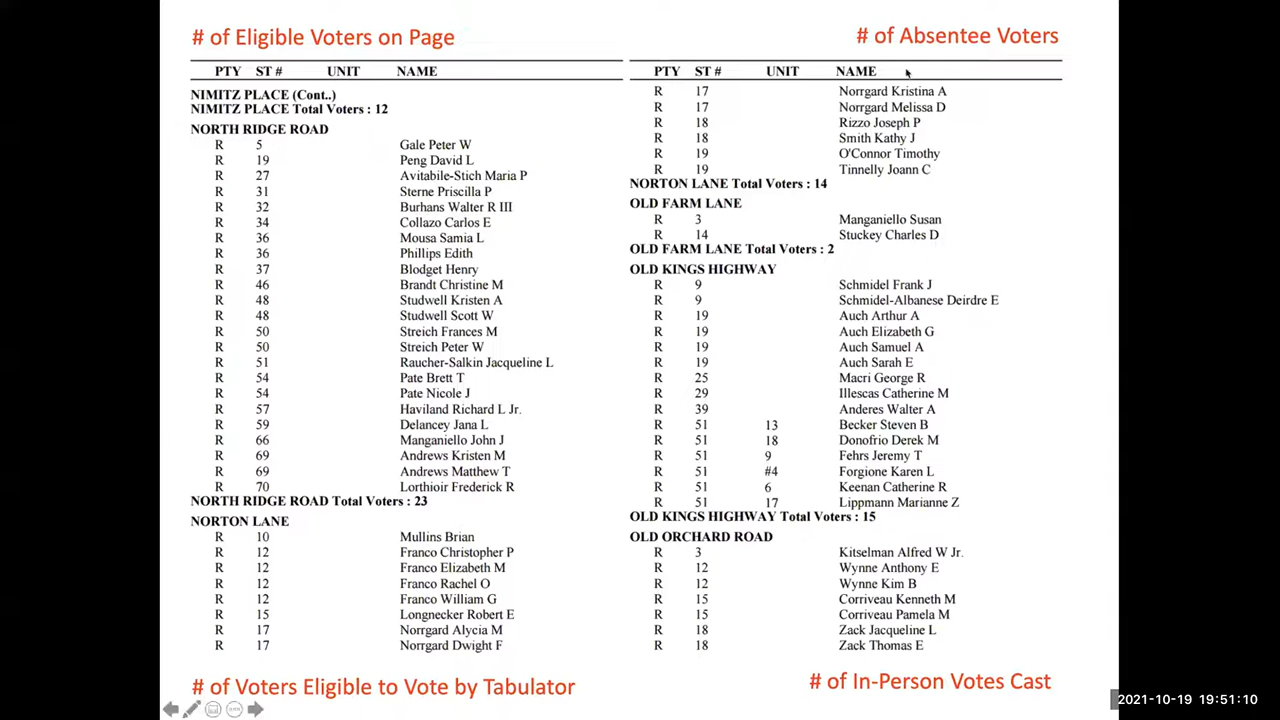 # of Eligible Voters on Page
# of Absentee Voters
PTY ST # UNIT NAME
NIMITZ PLACE (Cont..)
NIMITZ PLACE Total Voters : 12
NORTH RIDGE ROAD
R 5 Gale Peter W
R 19 Peng David L
R 27 Avitabile-Stich Maria P
R 31 Sterne Priscilla P
R 32 Burhans Walter R III
R 34 Collazo Carlos E
R 36 Mousa Samia L
R 36 Phillips Edith
R 37 Blodget Henry
R 46 Brandt Christine M
R 48 Studwell Kristen A
R 48 Studwell Scott W
R 50 Streich Frances M
R 50 Streich Peter W
R 51 Raucher-Salkin Jacqueline L
R 54 Pate Brett T
R 54 Pate Nicole J
R 57 Haviland Richard L Jr.
R 59 Delancey Jana L
R 66 Manganiello John J
R 69 Andrews Kristen M
R 69 Andrews Matthew T
R 70 Lorthioir Frederick R
NORTH RIDGE ROAD Total Voters : 23
NORTON LANE
R 10 Mullins Brian
R 12 Franco Christopher P
R 12 Franco Elizabeth M
R 12 Franco Rachel O
R 12 Franco William G
R 15 Longnecker Robert E
R 17 Norrgard Alycia M
R 17 Norrgard Dwight F
PTY ST # UNIT NAME
R 17 Norrgard Kristina A
R 17 Norrgard Melissa D
R 18 Rizzo Joseph P
R 18 Smith Kathy J
R 19 O'Connor Timothy
R 19 Tinnelly Joann C
NORTON LANE Total Voters : 14
OLD FARM LANE
R 3 Manganiello Susan
R 14 Stuckey Charles D
OLD FARM LANE Total Voters : 2
OLD KINGS HIGHWAY
R 9 Schmidel Frank J
R 9 Schmidel-Albanese Deirdre E
R 19 Auch Arthur A
R 19 Auch Elizabeth G
R 19 Auch Samuel A
R 19 Auch Sarah E
R 25 Macri George R
R 29 Illescas Catherine M
R 39 Anderes Walter A
R 51 13 Becker Steven B
R 51 18 Donofrio Derek M
R 51 9 Fehrs Jeremy T
R 51 #4 Forgione Karen L
R 51 6 Keenan Catherine R
R 51 17 Lippmann Marianne Z
OLD KINGS HIGHWAY Total Voters : 15
OLD ORCHARD ROAD
R 3 Kitselman Alfred W Jr.
R 12 Wynne Anthony E
R 12 Wynne Kim B
R 15 Corriveau Kenneth M
R 15 Corriveau Pamela M
R 18 Zack Jacqueline L
R 18 Zack Thomas E
# of Voters Eligible to Vote by Tabulator
# of In-Person Votes Cast
2021-10-19 19:51:10